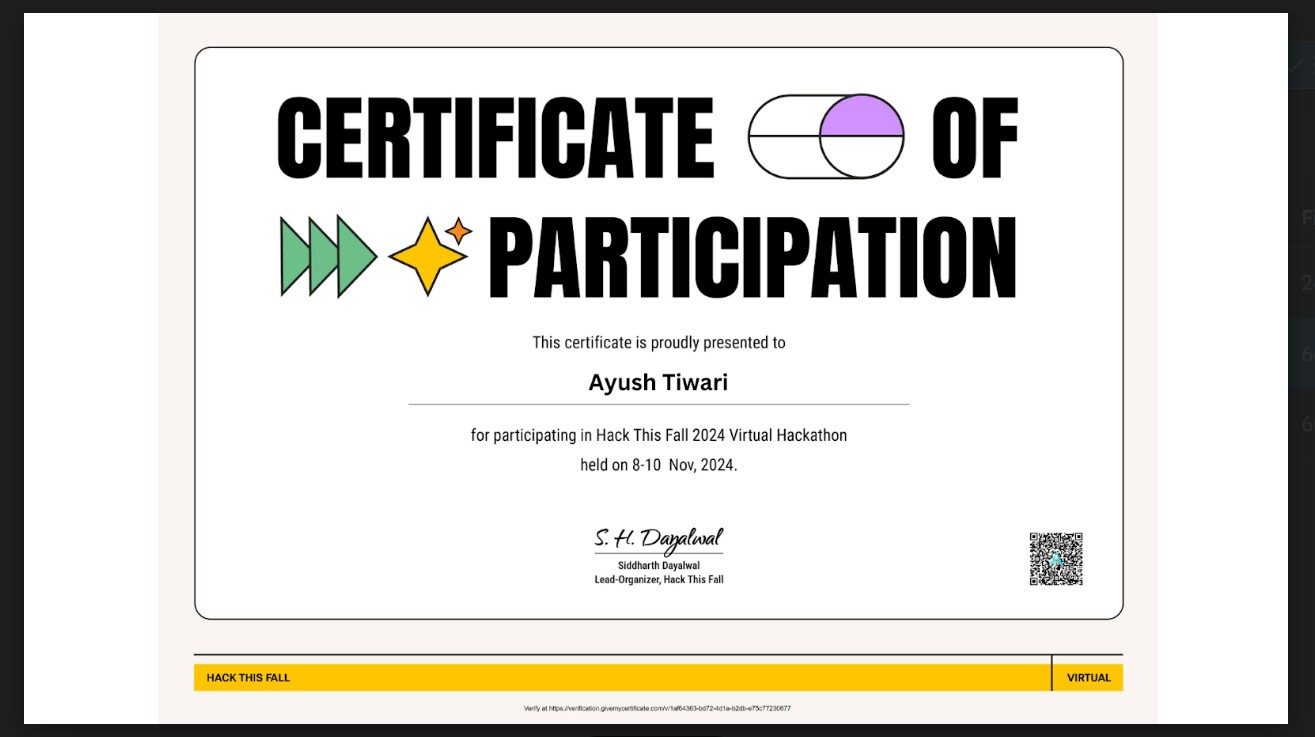 CERTIFICATE OF
PARTICIPATION
This certificate is proudly presented to
Ayush Tiwari
for participating in Hack This Fall 2024 Virtual Hackathon
held on 8-10  Nov, 2024.
S. H. Dayalwal
Siddharth Dayalwal
Lead-Organizer, Hack This Fall
HACK THIS FALL
VIRTUAL
Verify at https://verification.givemycertificate.com/v/1af64363-bd72-4d1a-b2db-e75c77230677